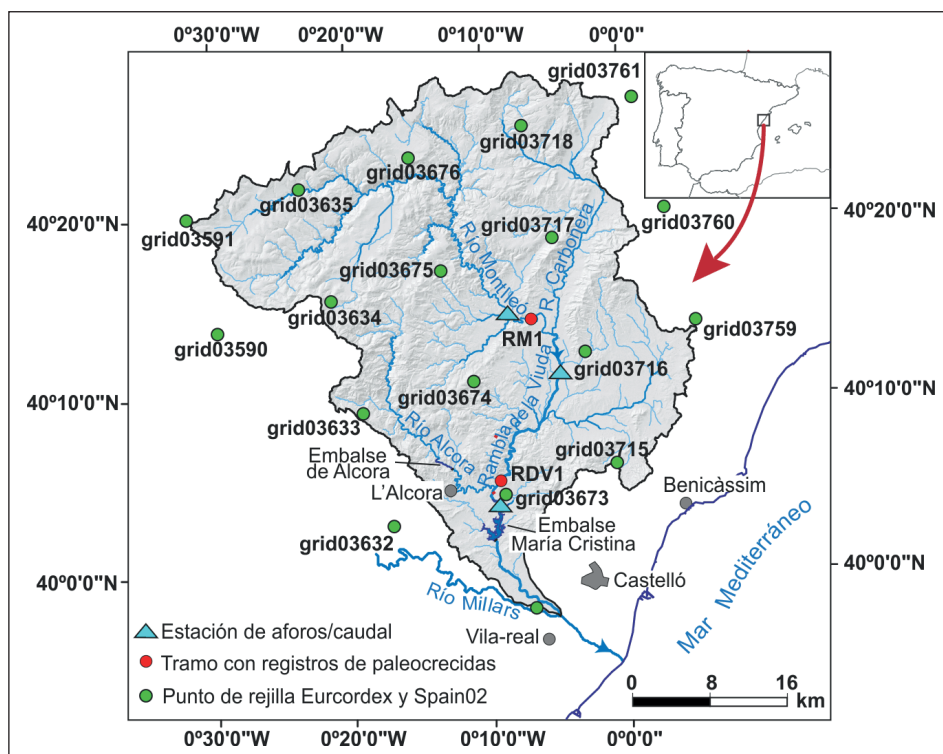 0°30'0"W
0°20'0"W
0°10'0"W
0°0'0"
grid03761
grid03718
grid03676
grid03635
40°20'0"N
40°20'0"N
grid03591
grid03717
grid03760
Río Montlleó
R. Carbonera
grid03675
grid03634
RM1
grid03759
grid03590
grid03716
40°10'0"N
40°10'0"N
grid03674
Rambla de la Viuda
grid03633
Río Alcora
grid03715
Embalse
de Alcora
RDV1
L'Alcora
grid03673
Benicàssim
Embalse
María Cristina
grid03632
40°0'0"N
40°0'0"N
Castelló
Río Millars
Mar Mediterráneo
Vila-real
Estación de aforos/caudal
Tramo con registros de paleocrecidas
Punto de rejilla Eurcordex y Spain02
0 8 16
km
0°30'0"W
0°20'0"W
0°10'0"W
0°0'0"